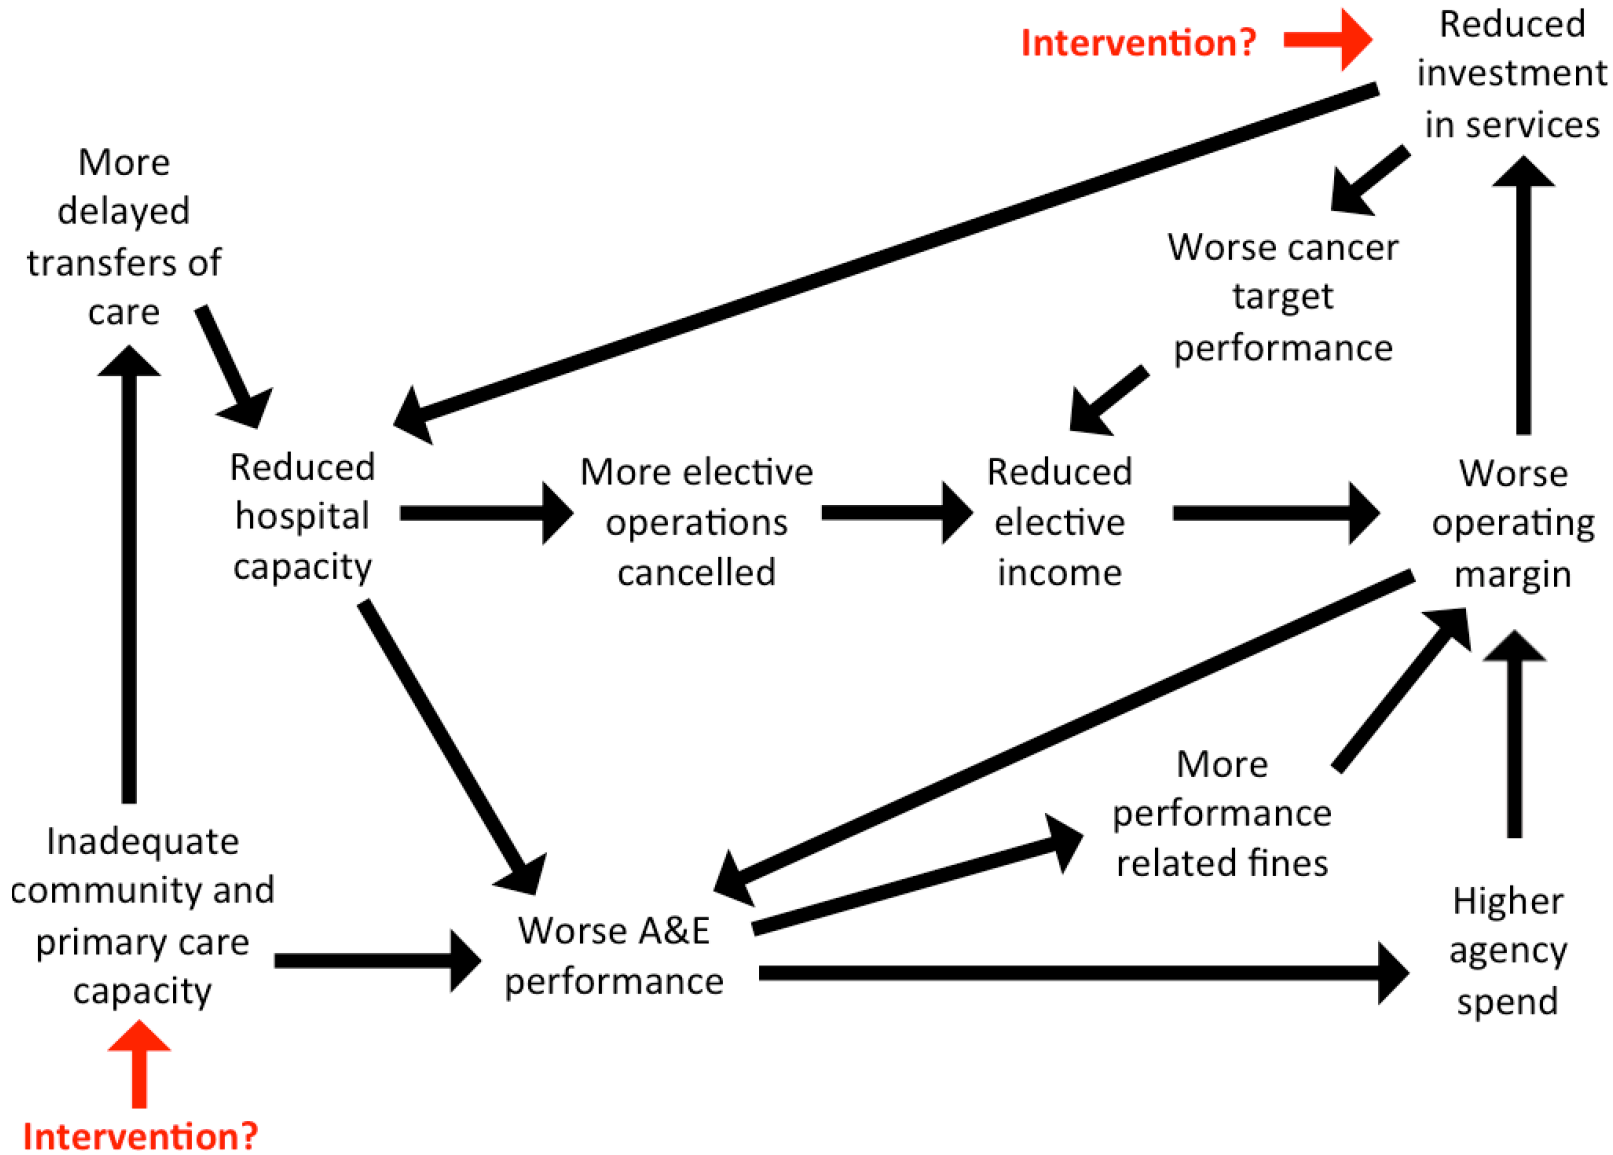 Intervention?
Reduced
investment
in services
More
delayed
transfers of
care
Worse cancer
target
performance
Reduced
hospital
capacity
More elective
operations
cancelled
Reduced
elective
income
Worse
operating
margin
More
performance
related fines
Inadequate
community and
primary care
capacity
Worse A&E
performance
Higher
agency
spend
Intervention?